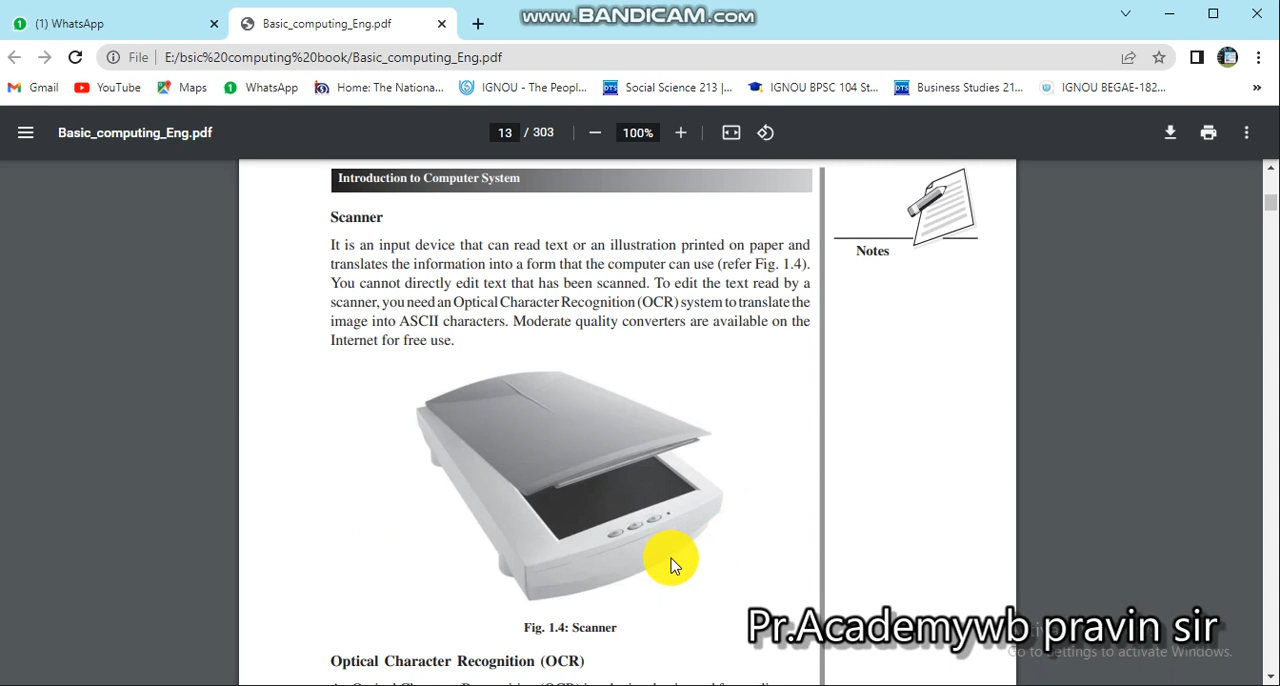 www.BANDICAM.com
(1) WhatsApp
Basic_computing_Eng.pdf
File | E:/bsic%20computing%20book/Basic_computing_Eng.pdf
Gmail YouTube Maps WhatsApp Home: The Nationa... IGNOU - The Peopl... Social Science 213 |... IGNOU BPSC 104 St... Business Studies 21... IGNOU BEGAE-182... »
Basic_computing_Eng.pdf 13 / 303 100%
Introduction to Computer System
Notes
Scanner
It is an input device that can read text or an illustration printed on paper and
translates the information into a form that the computer can use (refer Fig. 1.4).
You cannot directly edit text that has been scanned. To edit the text read by a
scanner, you need an Optical Character Recognition (OCR) system to translate the
image into ASCII characters. Moderate quality converters are available on the
Internet for free use.
Fig. 1.4: Scanner
Pr.Academywb pravin sir
Go to Settings to activate Windows.
Optical Character Recognition (OCR)